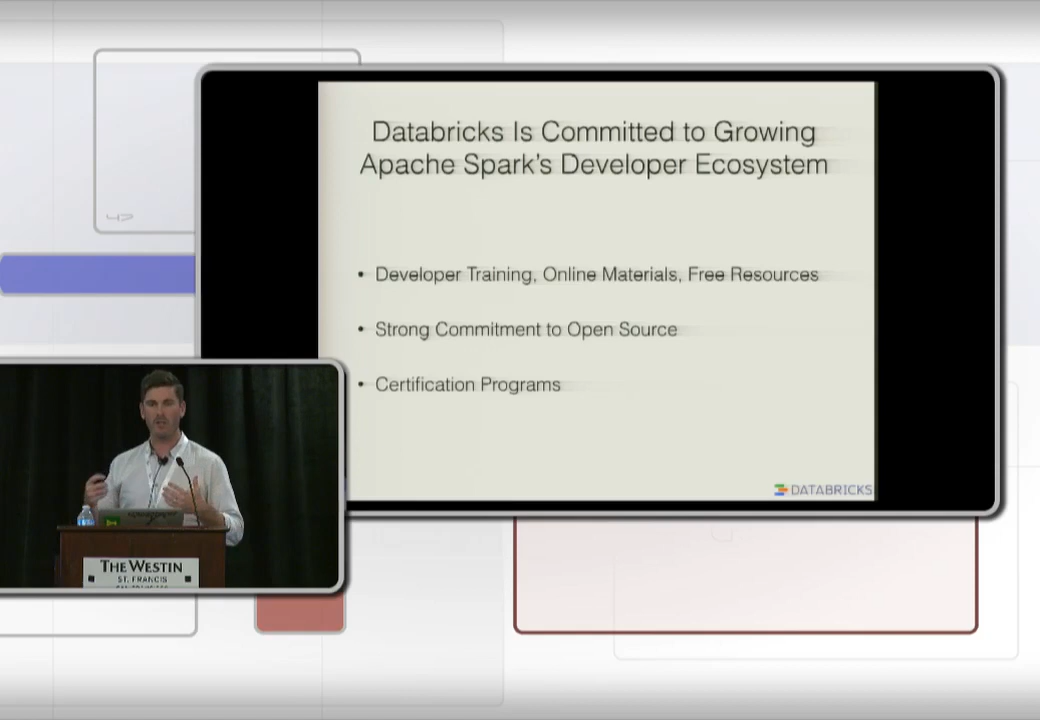 Databricks Is Committed to Growing
Apache Spark's Developer Ecosystem
• Developer Training, Online Materials, Free Resources
• Strong Commitment to Open Source
• Certification Programs
DATABRICKS
THE WESTIN
ST. FRANCIS